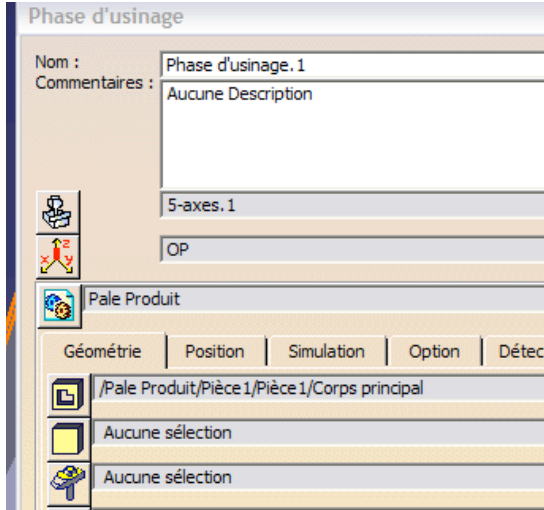 Phase d'usinage
Nom :
Phase d'usinage.1
Commentaires :
Aucune Description
5-axes.1
z
x y
OP
Pale Produit
Géométrie Position Simulation Option Détec
/Pale Produit/Pièce1/Pièce1/Corps principal
Aucune sélection
Aucune sélection